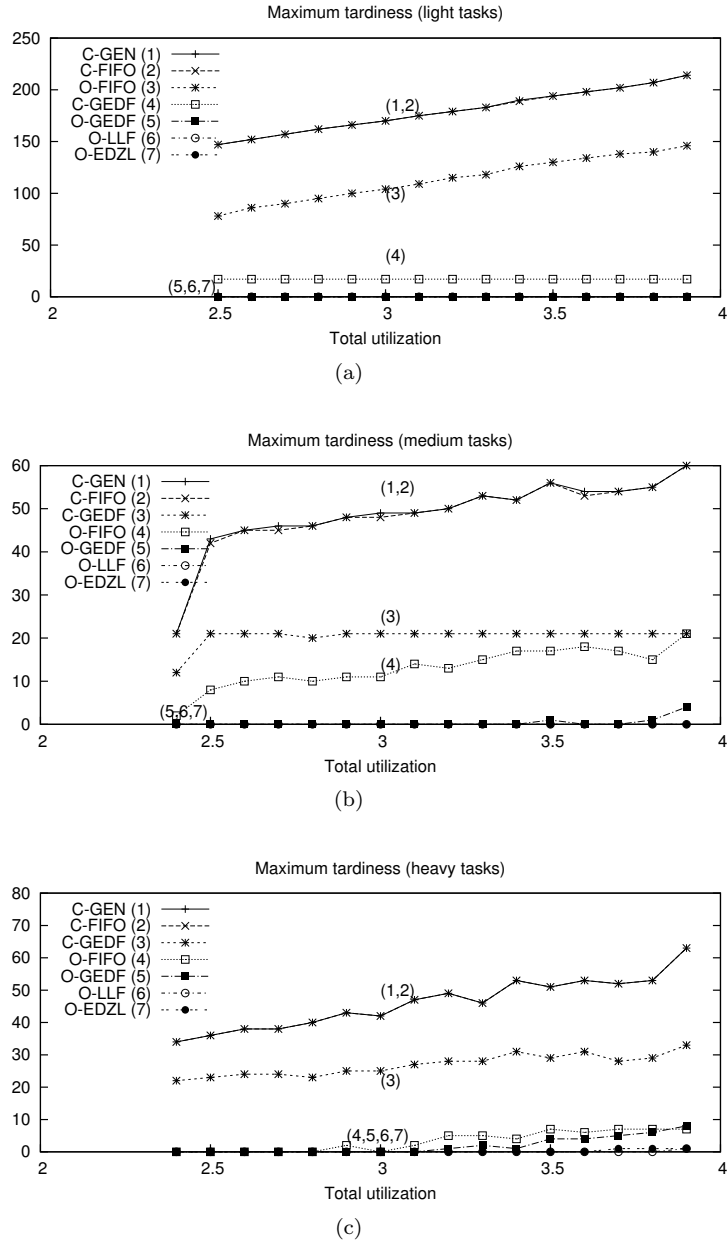 Maximum tardiness (light tasks)
250
C-GEN (1)
C-FIFO (2)
200
O-FIFO (3)
C-GEDF (4)
(1,2)
O-GEDF (5)
150
O-LLF (6)
O-EDZL (7)
100
(3)
50
(4)
(5,6,7)
0
2 2.5 3 3.5 4
Total utilization
(a)
Maximum tardiness (medium tasks)
60
C-GEN (1)
(1,2)
C-FIFO (2)
50
C-GEDF (3)
O-FIFO (4)
O-GEDF (5)
40
O-LLF (6)
O-EDZL (7)
30
(3)
20
(4)
10
(5,6,7)
0
2 2.5 3 3.5 4
Total utilization
(b)
Maximum tardiness (heavy tasks)
80
C-GEN (1)
70
C-FIFO (2)
C-GEDF (3)
60
O-FIFO (4)
O-GEDF (5)
50
(1,2)
O-LLF (6)
O-EDZL (7)
40
30
(3)
20
10
(4,5,6,7)
0
2 2.5 3 3.5 4
Total utilization
(c)